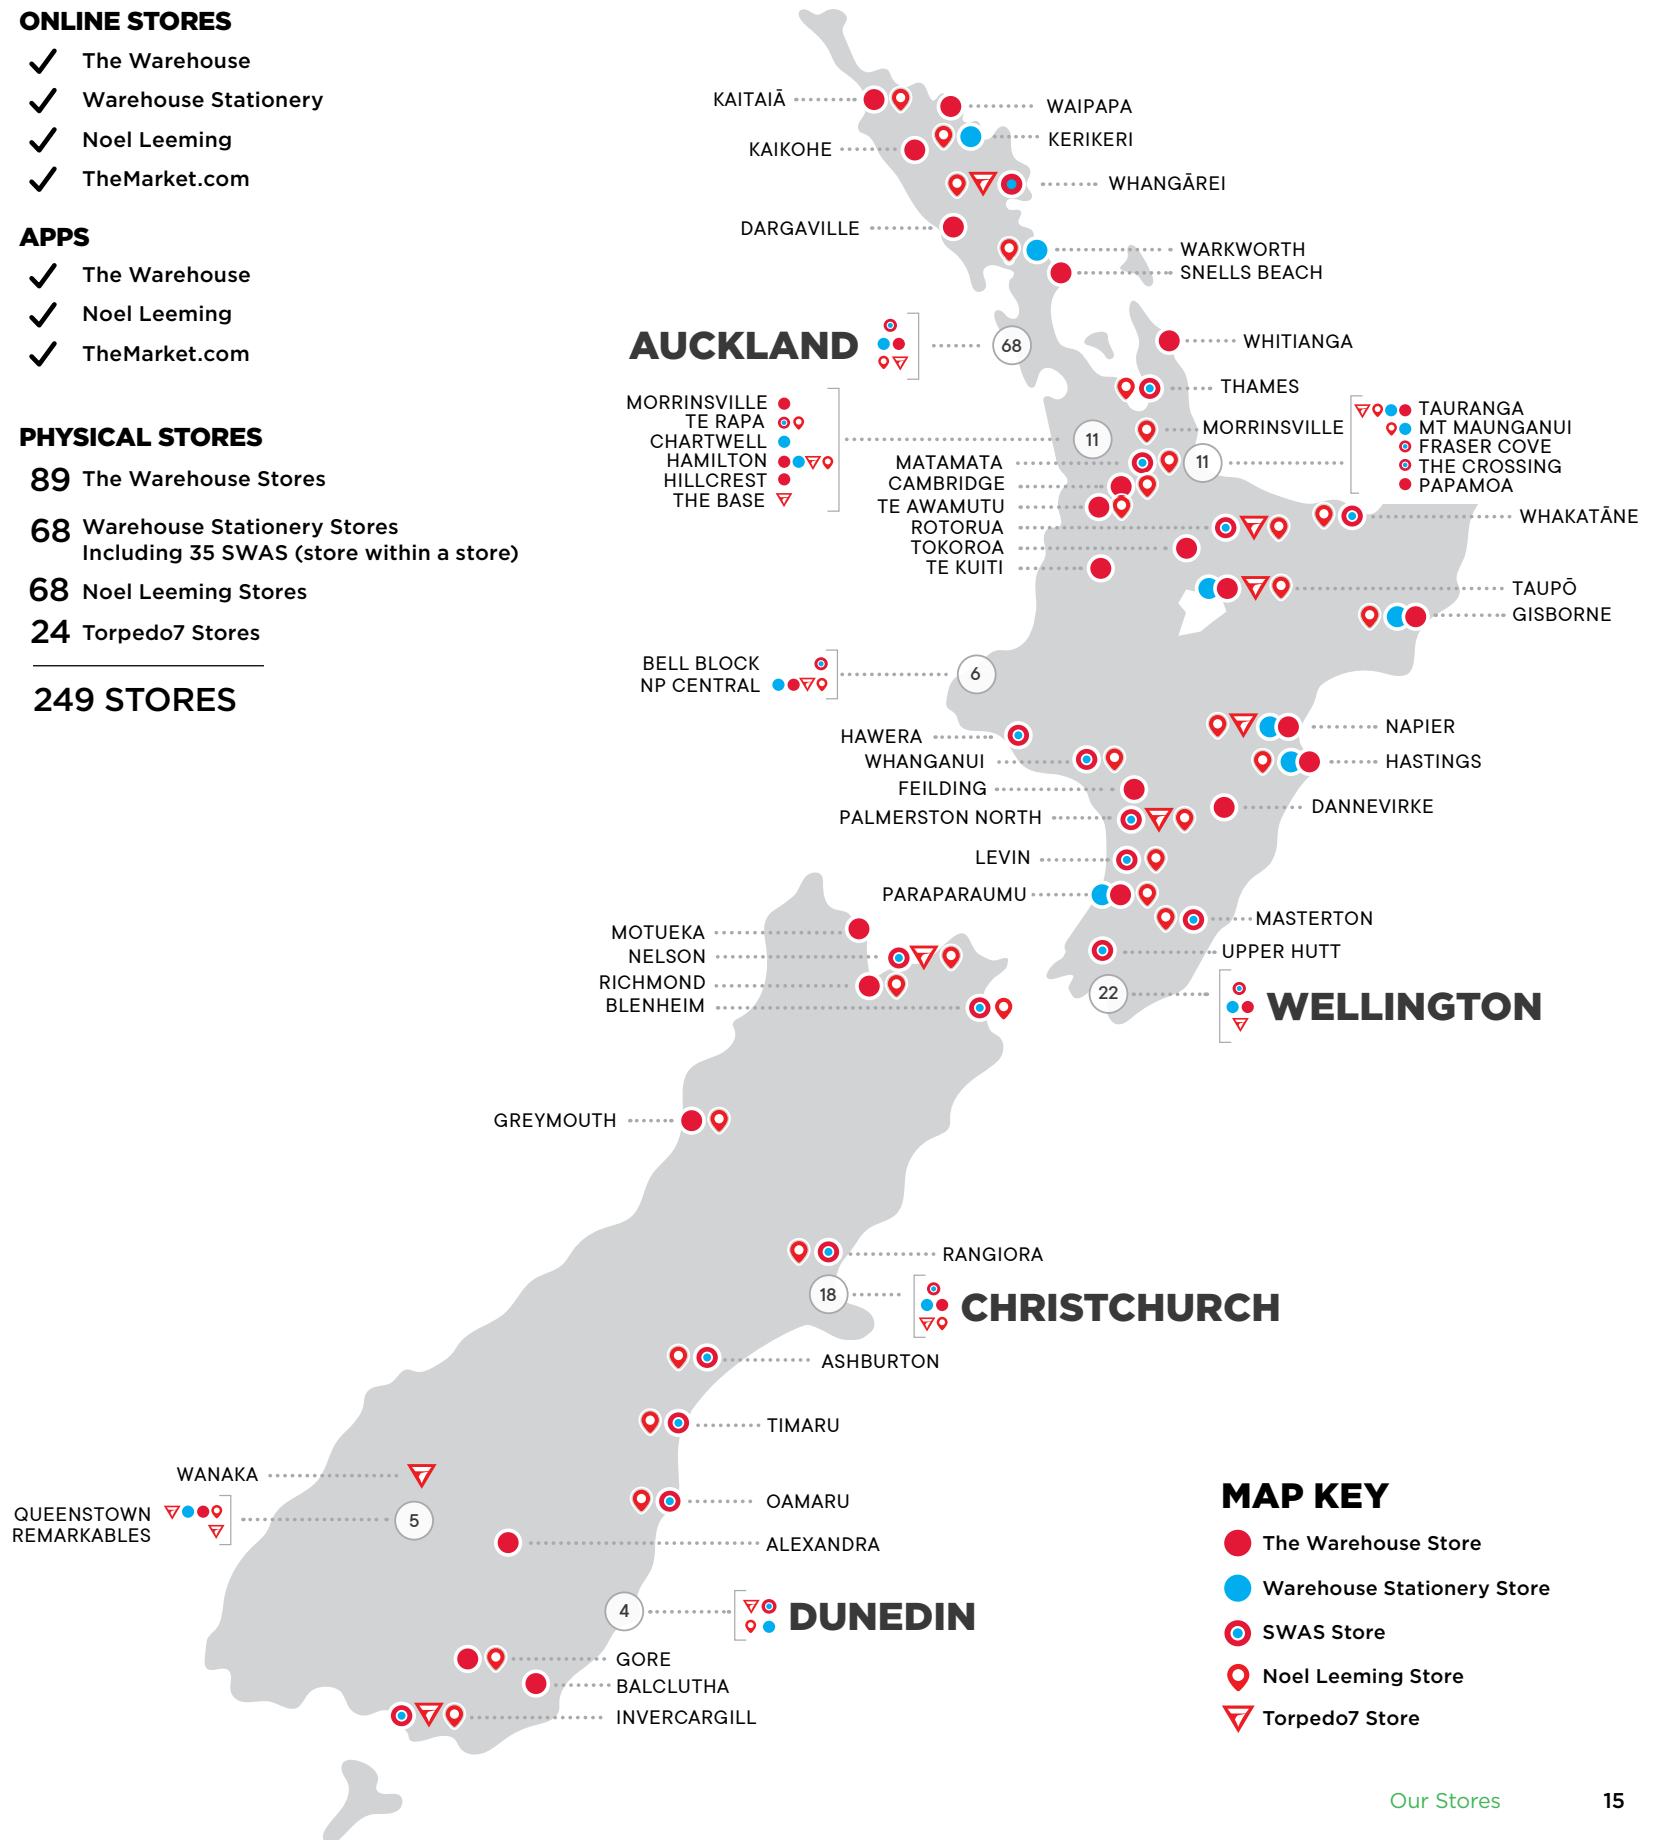 ONLINE STORES
The Warehouse
Warehouse Stationery
Noel Leeming
TheMarket.com
APPS
The Warehouse
Noel Leeming
TheMarket.com
PHYSICAL STORES
89 The Warehouse Stores
68 Warehouse Stationery Stores
Including 35 SWAS (store within a store)
68 Noel Leeming Stores
24 Torpedo7 Stores
249 STORES
KAITAIĀ
WAIPAPA
KERIKERI
KAIKOHE
WHANGĀREI
DARGAVILLE
WARKWORTH
SNELLS BEACH
AUCKLAND
68
WHITIANGA
THAMES
MORRINSVILLE
TE RAPA
CHARTWELL
HAMILTON
HILLCREST
THE BASE
11
MORRINSVILLE
11
TAURANGA
MT MAUNGANUI
FRASER COVE
THE CROSSING
PAPAMOA
MATAMATA
CAMBRIDGE
TE AWAMUTU
ROTORUA
TOKOROA
TE KUITI
WHAKATĀNE
TAUPŌ
GISBORNE
BELL BLOCK
NP CENTRAL
6
HAWERA
WHANGANUI
FEILDING
PALMERSTON NORTH
LEVIN
PARAPARAUMU
NAPIER
HASTINGS
DANNEVIRKE
MASTERTON
UPPER HUTT
22
WELLINGTON
MOTUEKA
NELSON
RICHMOND
BLENHEIM
GREYMOUTH
RANGIORA
18
CHRISTCHURCH
ASHBURTON
TIMARU
WANAKA
QUEENSTOWN
REMARKABLES
5
OAMARU
ALEXANDRA
4
DUNEDIN
GORE
BALCLUTHA
INVERCARGILL
MAP KEY
The Warehouse Store
Warehouse Stationery Store
SWAS Store
Noel Leeming Store
Torpedo7 Store
Our Stores 15